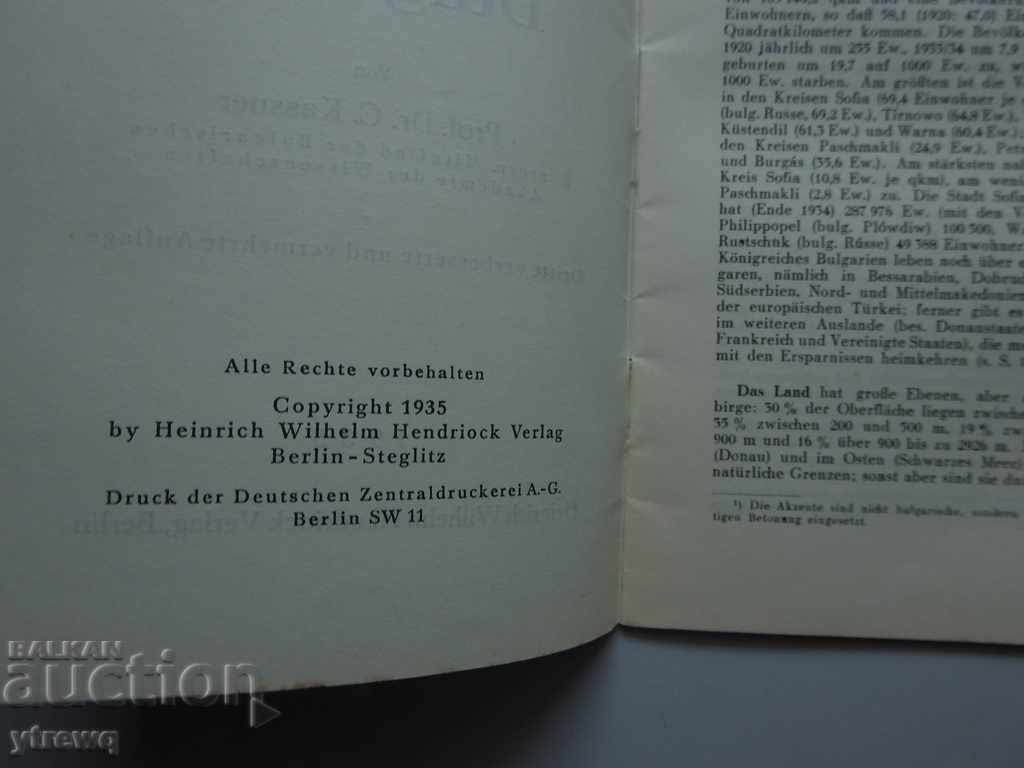 Alle Rechte vorbehalten
Copyright 1935
by Heinrich Wilhelm Hendriock Verlag
Berlin-Steglitz
Druck der Deutschen Zentraldruckerei A.-G.
Berlin SW 11
Einwohnern, so daß 58,1 (1920: 47,0)
Quadratkilometer kommen. Die
1920 jährlich um 255 Ew., 1933/34 um 7,9
geburten um 19,7 auf 1000 Ew. zu,
1000 Ew. starben. Am größten ist die
in den Kreisen Sofia (69,4 Einwohner je
(bulg. Russe, 69,2 Ew.), Tirnowo (64,8 Ew.),
Küstendil (61,3 Ew.) und Warna (60,4 Ew.);
den Kreisen Paschmakli (24,9 Ew.),
und Burgás (35,6 Ew.). Am stärksten
Kreis Sofia (10,8 Ew. je qkm), am
Paschmakli (2,8 Ew.) zu. Die Stadt
hat (Ende 1934) 287 976 Ew. (mit den
Philippopel (bulg. Plówdiw) 100 500,
Rustschuk (bulg. Rússe) 49 388
Königreiches Bulgarien leben noch über
garen, nämlich in Bessarabien,
Südserbien, Nord- und
der europäischen Türkei; ferner gibt
im weiteren Auslande (bes.
Frankreich und Vereinigte Staaten), die
mit den Ersparnissen heimkehren (s. S.
Das Land hat große Ebenen, aber
birge: 30 % der Oberfläche liegen
35 % zwischen 200 und 500 m, 19 %
900 m und 16 % über 900 bis zu 2926 m.
(Donau) und im Osten (Schwarzes Meer)
natürliche Grenzen; sonst aber sind sie
¹) Die Akzente sind nicht bulgarische, sondern
tigen Betonung eingesetzt.
BALKAN
auction
ytrewq